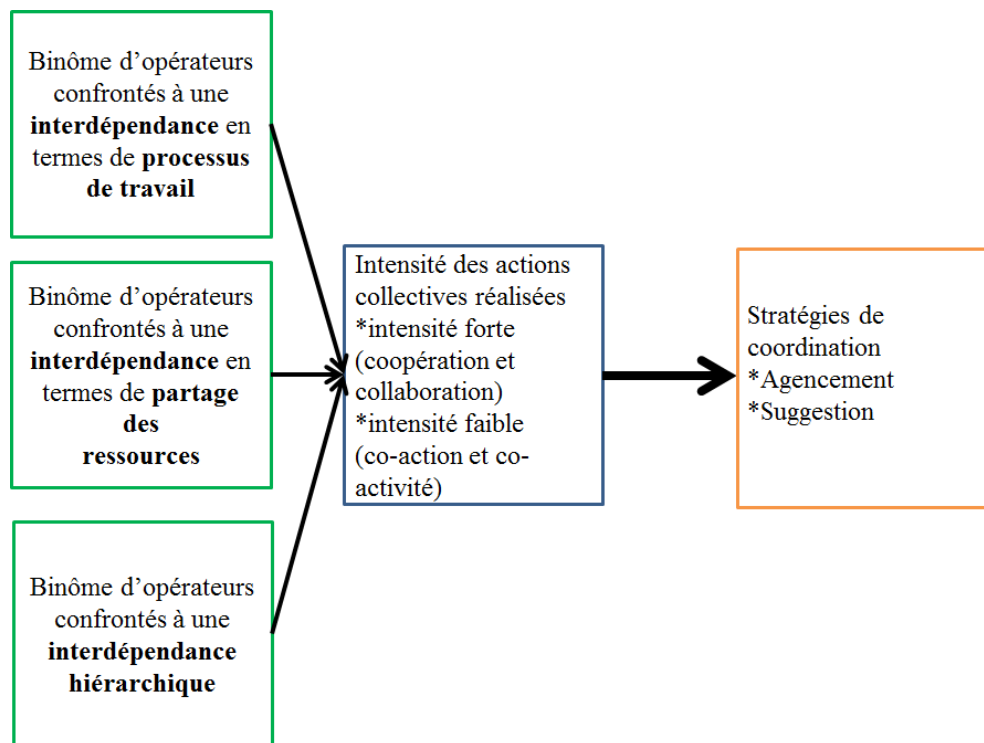 Binôme d’opérateurs
confrontés à une
interdépendance en
termes de processus
de travail
Binôme d’opérateurs
confrontés à une
interdépendance en
termes de partage
des
ressources
Binôme d’opérateurs
confrontés à une
interdépendance
hiérarchique
Intensité des actions
collectives réalisées
*intensité forte
(coopération et
collaboration)
*intensité faible
(co-action et co-
activité)
Stratégies de
coordination
*Agencement
*Suggestion